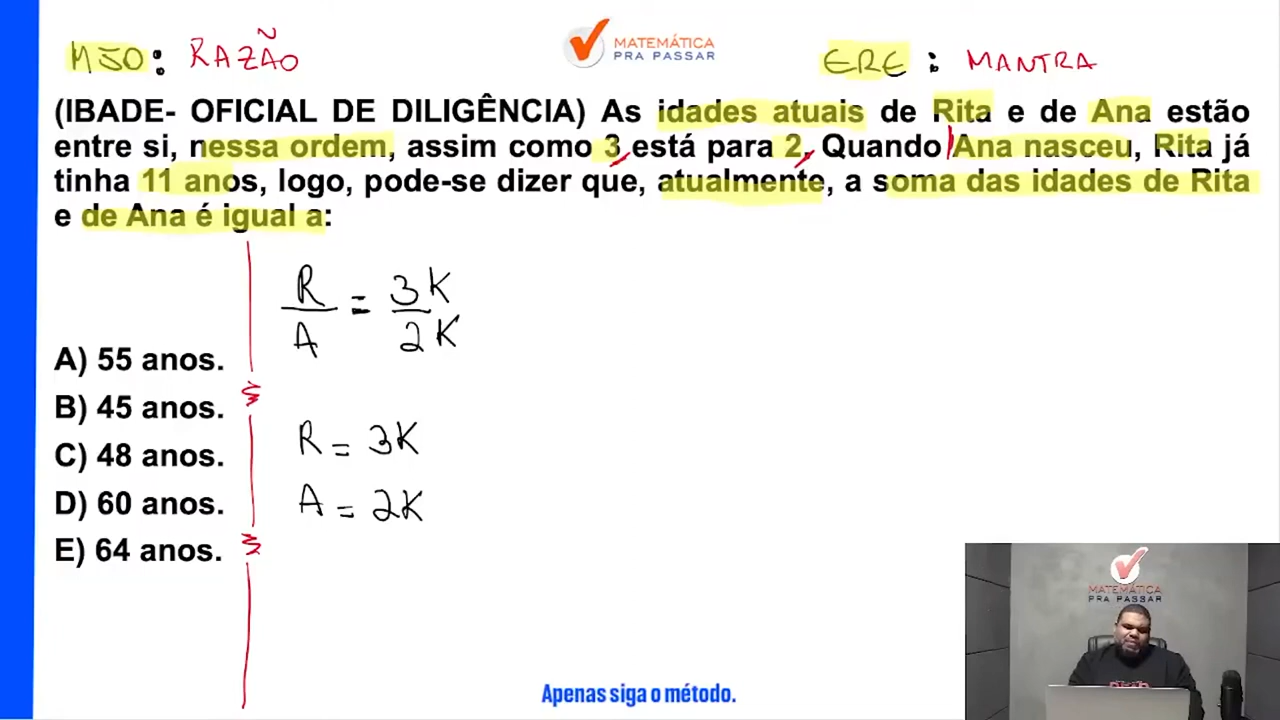 MJO: RAZÃO
MATEMÁTICA
PRA PASSAR
ERE: MANTRA
(IBADE- OFICIAL DE DILIGÊNCIA) As idades atuais de Rita e de Ana estão
entre si, nessa ordem, assim como 3 está para 2. Quando Ana nasceu, Rita já
tinha 11 anos, logo, pode-se dizer que, atualmente, a soma das idades de Rita
e de Ana é igual a:
R/A = 3K/2K
A) 55 anos.
B) 45 anos.
R = 3K
C) 48 anos.
D) 60 anos.
A = 2K
E) 64 anos.
MATEMÁTICA
PRA PASSAR
Apenas siga o método.